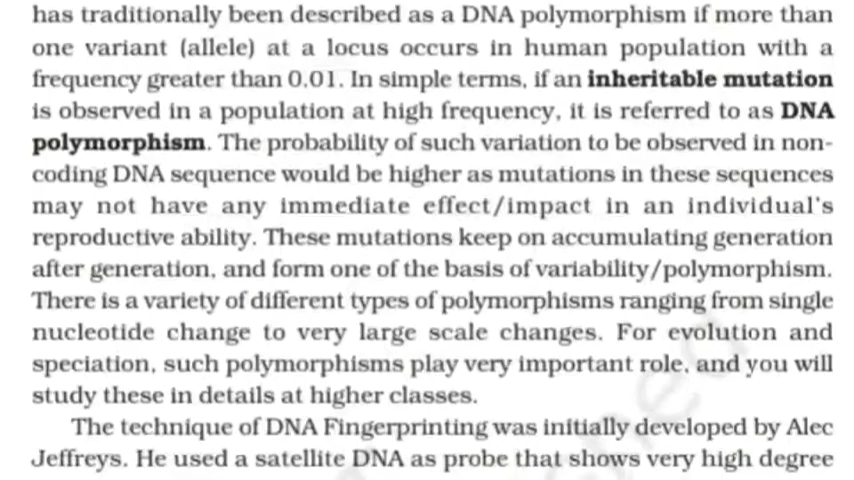 has traditionally been described as a DNA polymorphism if more than
one variant (allele) at a locus occurs in human population with a
frequency greater than 0.01. In simple terms, if an inheritable mutation
is observed in a population at high frequency, it is referred to as DNA
polymorphism. The probability of such variation to be observed in non-
coding DNA sequence would be higher as mutations in these sequences
may not have any immediate effect/impact in an individual's
reproductive ability. These mutations keep on accumulating generation
after generation, and form one of the basis of variability/polymorphism.
There is a variety of different types of polymorphisms ranging from single
nucleotide change to very large scale changes. For evolution and
speciation, such polymorphisms play very important role, and you will
study these in details at higher classes.
The technique of DNA Fingerprinting was initially developed by Alec
Jeffreys. He used a satellite DNA as probe that shows very high degree